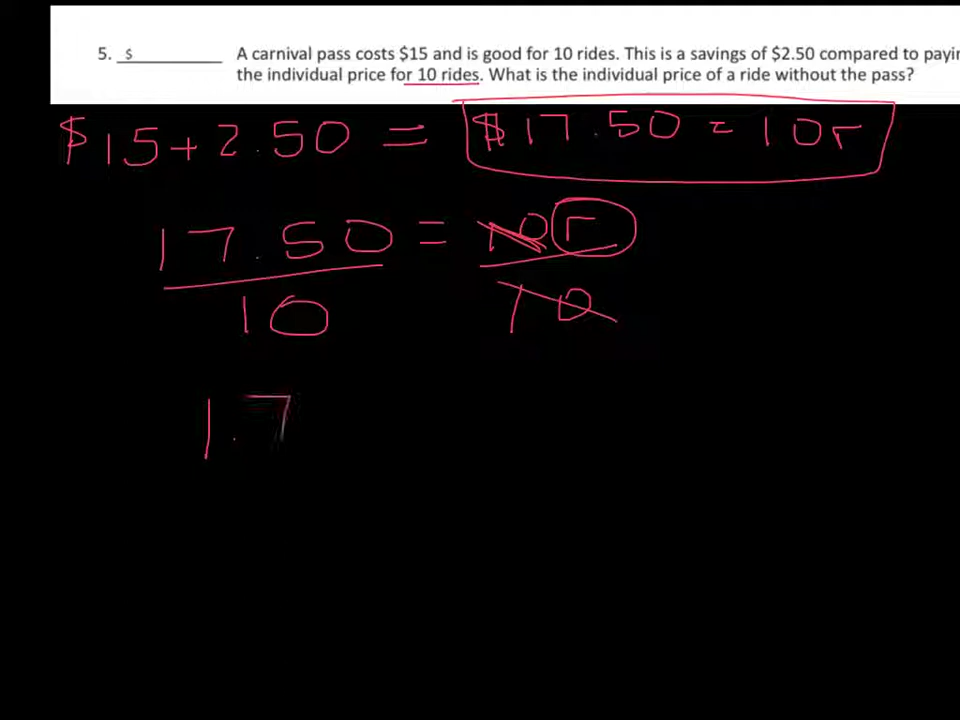 5. $ A carnival pass costs $15 and is good for 10 rides. This is a savings of $2.50 compared to
the individual price for 10 rides. What is the individual price of a ride without the pass?
$15+2.50 = $17.50 = 10r
17.50 = 10r
10 10
1.7